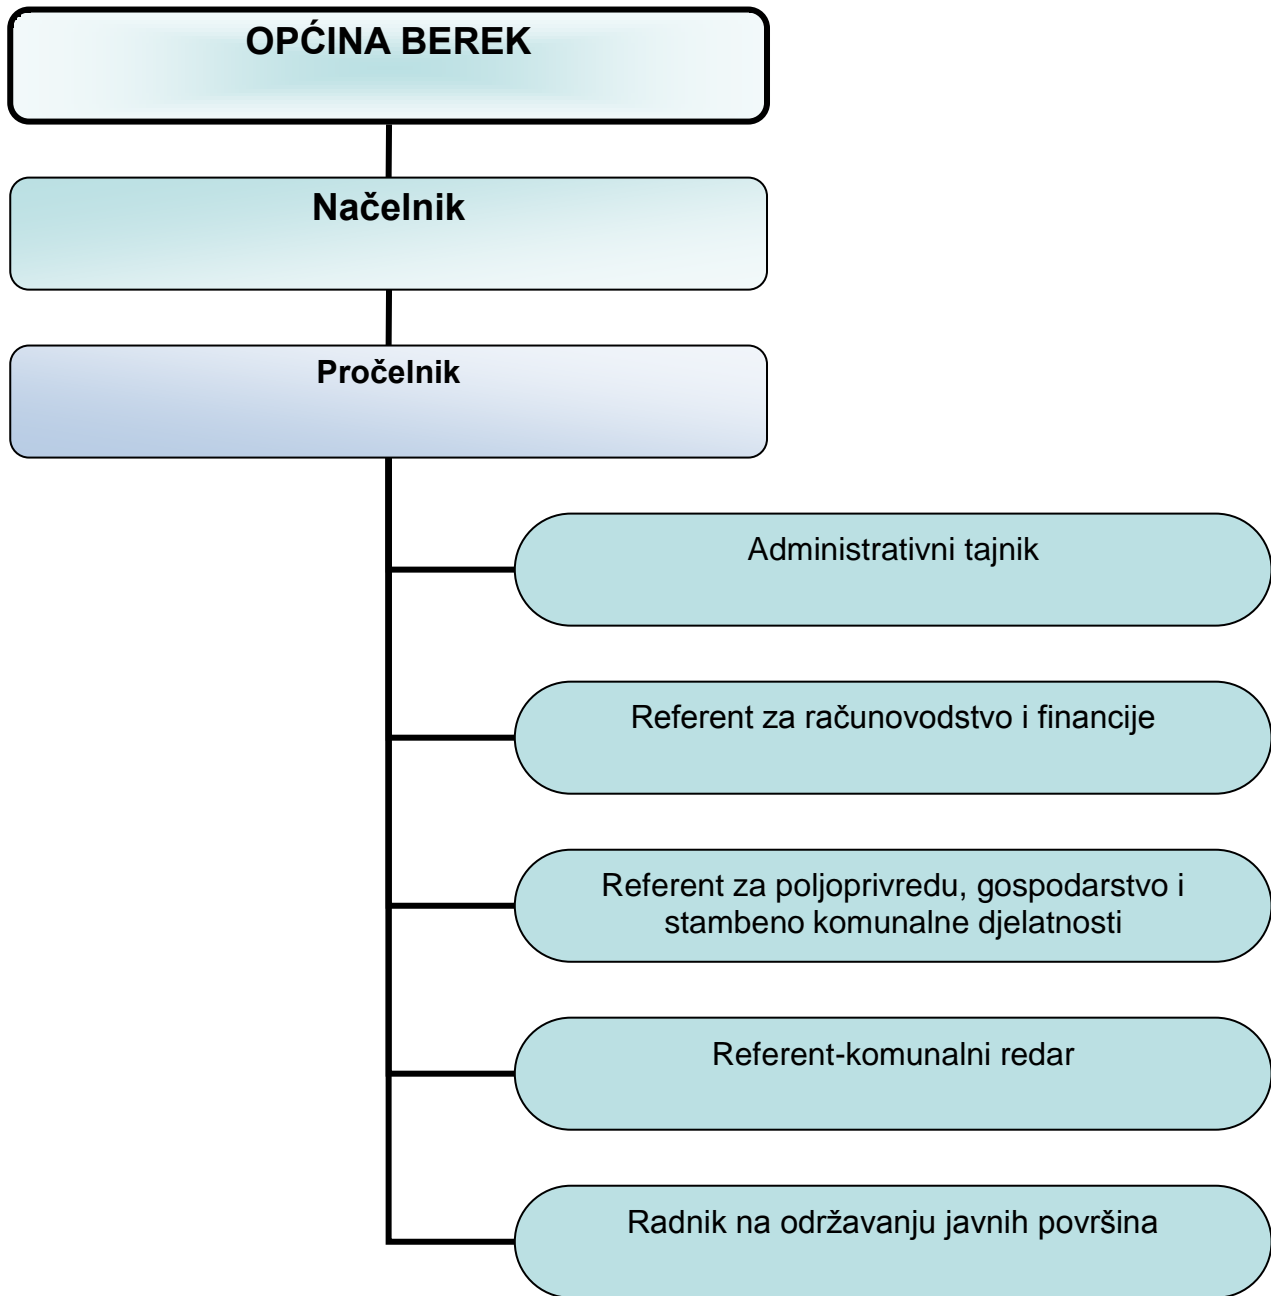 OPĆINA BEREK
Načelnik
Pročelnik
Administrativni tajnik
Referent za računovodstvo i financije
Referent za poljoprivredu, gospodarstvo i
stambeno komunalne djelatnosti
Referent-komunalni redar
Radnik na održavanju javnih površina